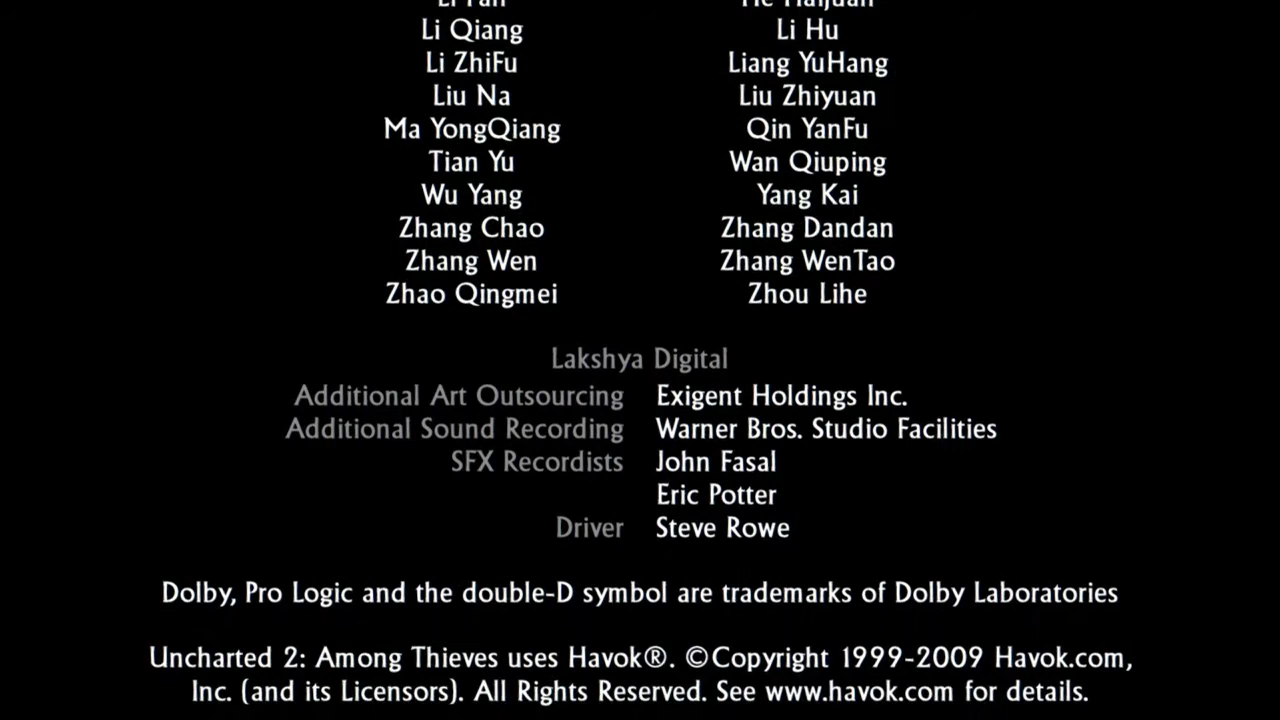 Li Qiang Li Hu
Li ZhiFu Liang YuHang
Liu Na Liu Zhiyuan
Ma YongQiang Qin YanFu
Tian Yu Wan Qiuping
Wu Yang Yang Kai
Zhang Chao Zhang Dandan
Zhang Wen Zhang WenTao
Zhao Qingmei Zhou Lihe
Lakshya Digital
Additional Art Outsourcing Exigent Holdings Inc.
Additional Sound Recording Warner Bros. Studio Facilities
SFX Recordists John Fasal
Eric Potter
Driver Steve Rowe
Dolby, Pro Logic and the double-D symbol are trademarks of Dolby Laboratories
Uncharted 2: Among Thieves uses Havok®. ©Copyright 1999-2009 Havok.com,
Inc. (and its Licensors). All Rights Reserved. See www.havok.com for details.